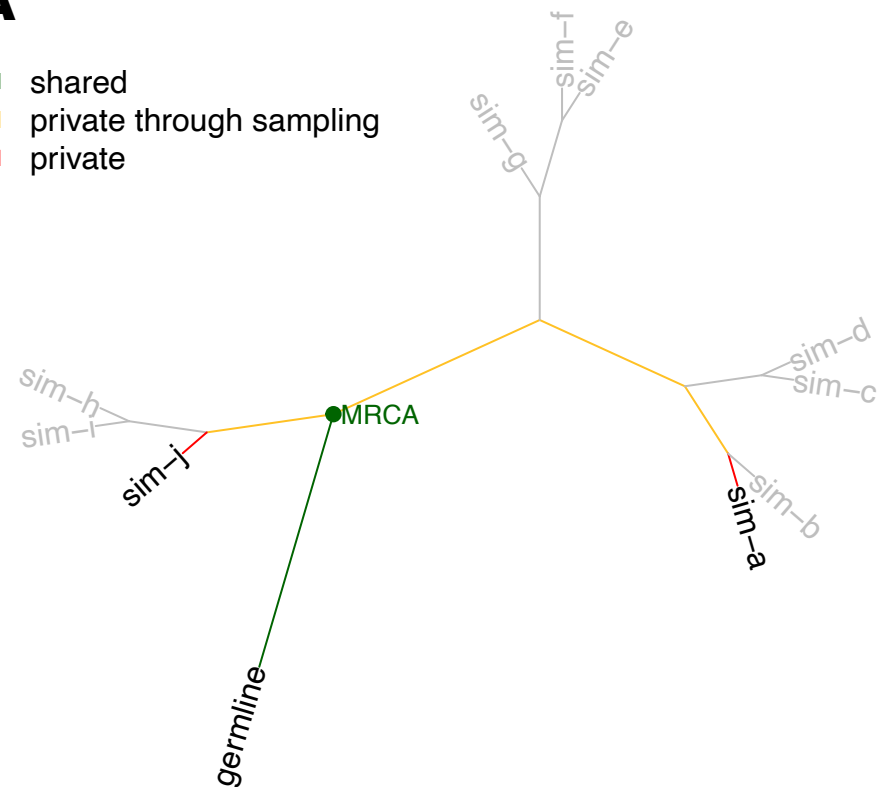 A
shared
private through sampling
private
sim–f
sim–e
sim–g
sim–d
sim–c
sim–h
sim–i
MRCA
sim–j
sim–b
sim–a
germline